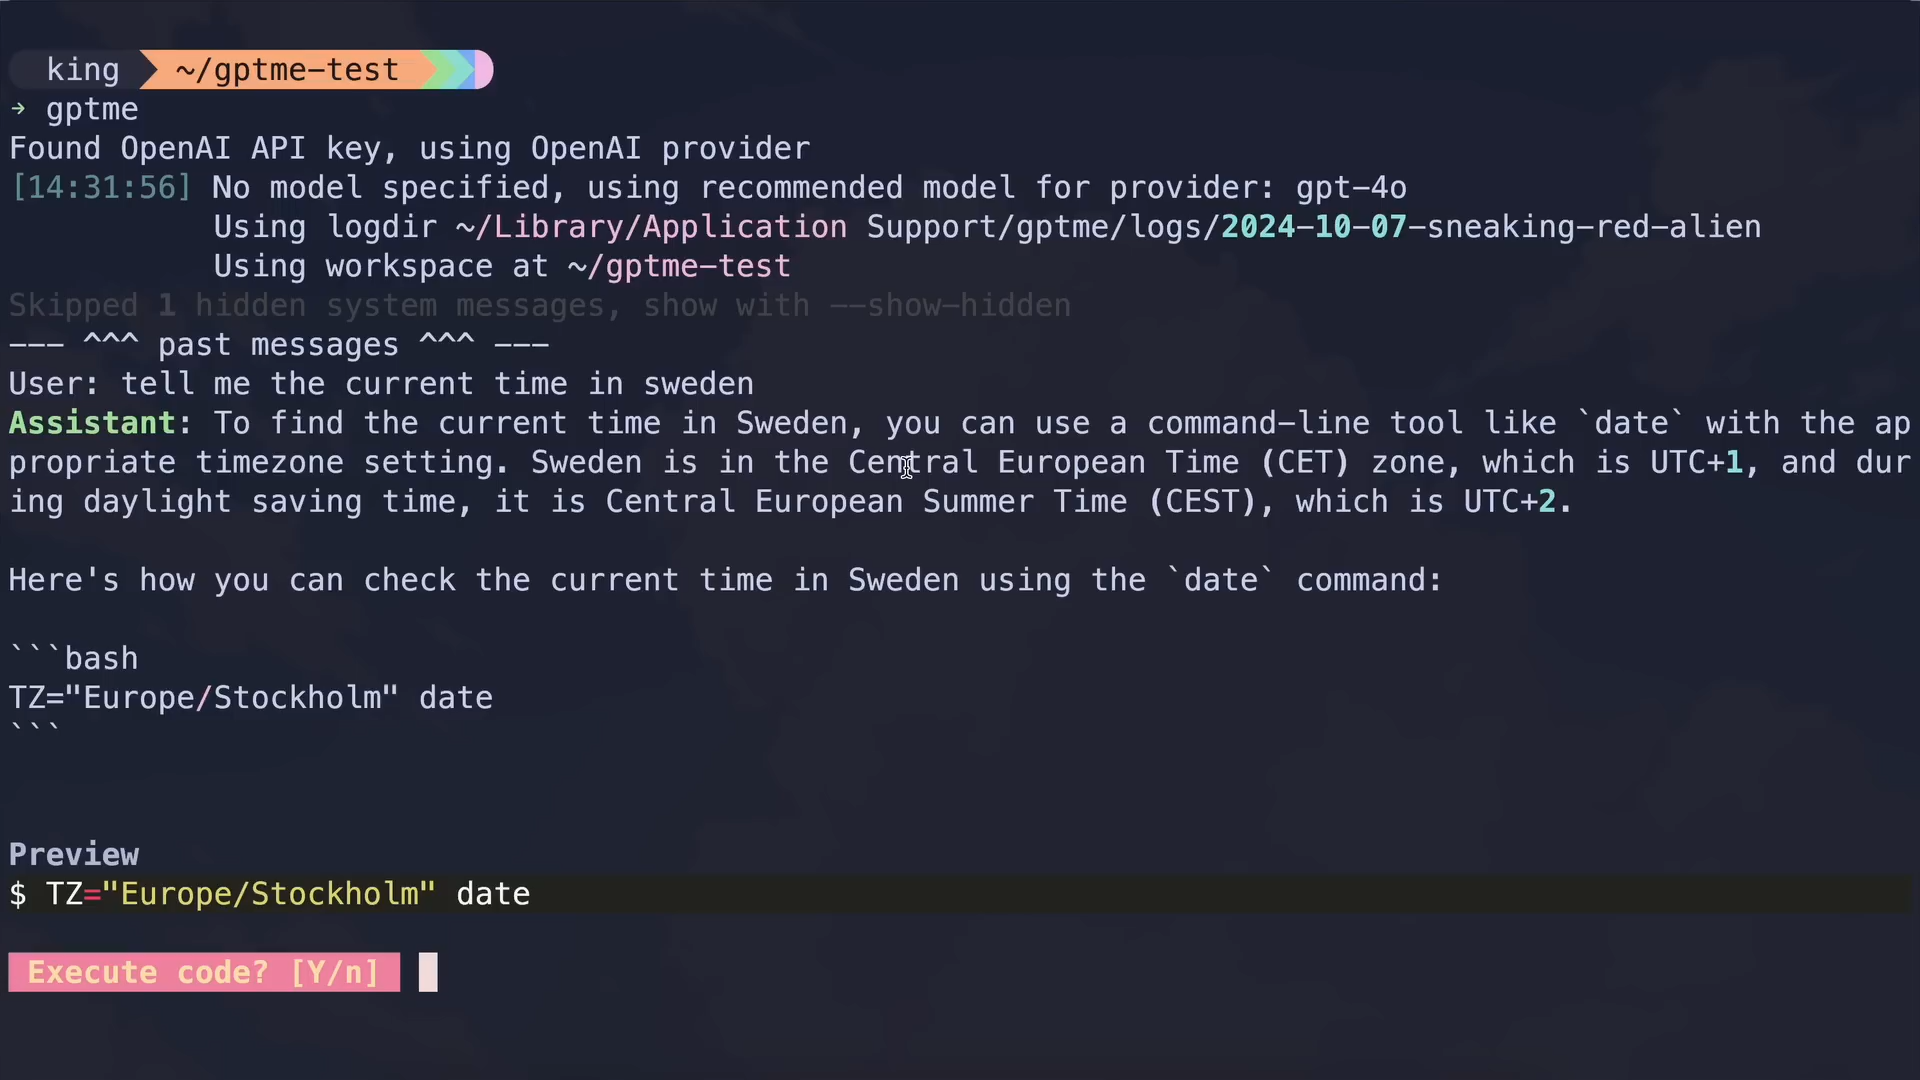 king ~/gptme-test
→ gptme
Found OpenAI API key, using OpenAI provider
[14:31:56] No model specified, using recommended model for provider: gpt-4o
Using logdir ~/Library/Application Support/gptme/logs/2024-10-07-sneaking-red-alien
Using workspace at ~/gptme-test
Skipped 1 hidden system messages, show with --show-hidden
--- ^^^ past messages ^^^ ---
User: tell me the current time in sweden
Assistant: To find the current time in Sweden, you can use a command-line tool like `date` with the ap
propriate timezone setting. Sweden is in the Central European Time (CET) zone, which is UTC+1, and dur
ing daylight saving time, it is Central European Summer Time (CEST), which is UTC+2.
Here's how you can check the current time in Sweden using the `date` command:
```bash
TZ="Europe/Stockholm" date
```
Preview
$ TZ="Europe/Stockholm" date
Execute code? [Y/n]